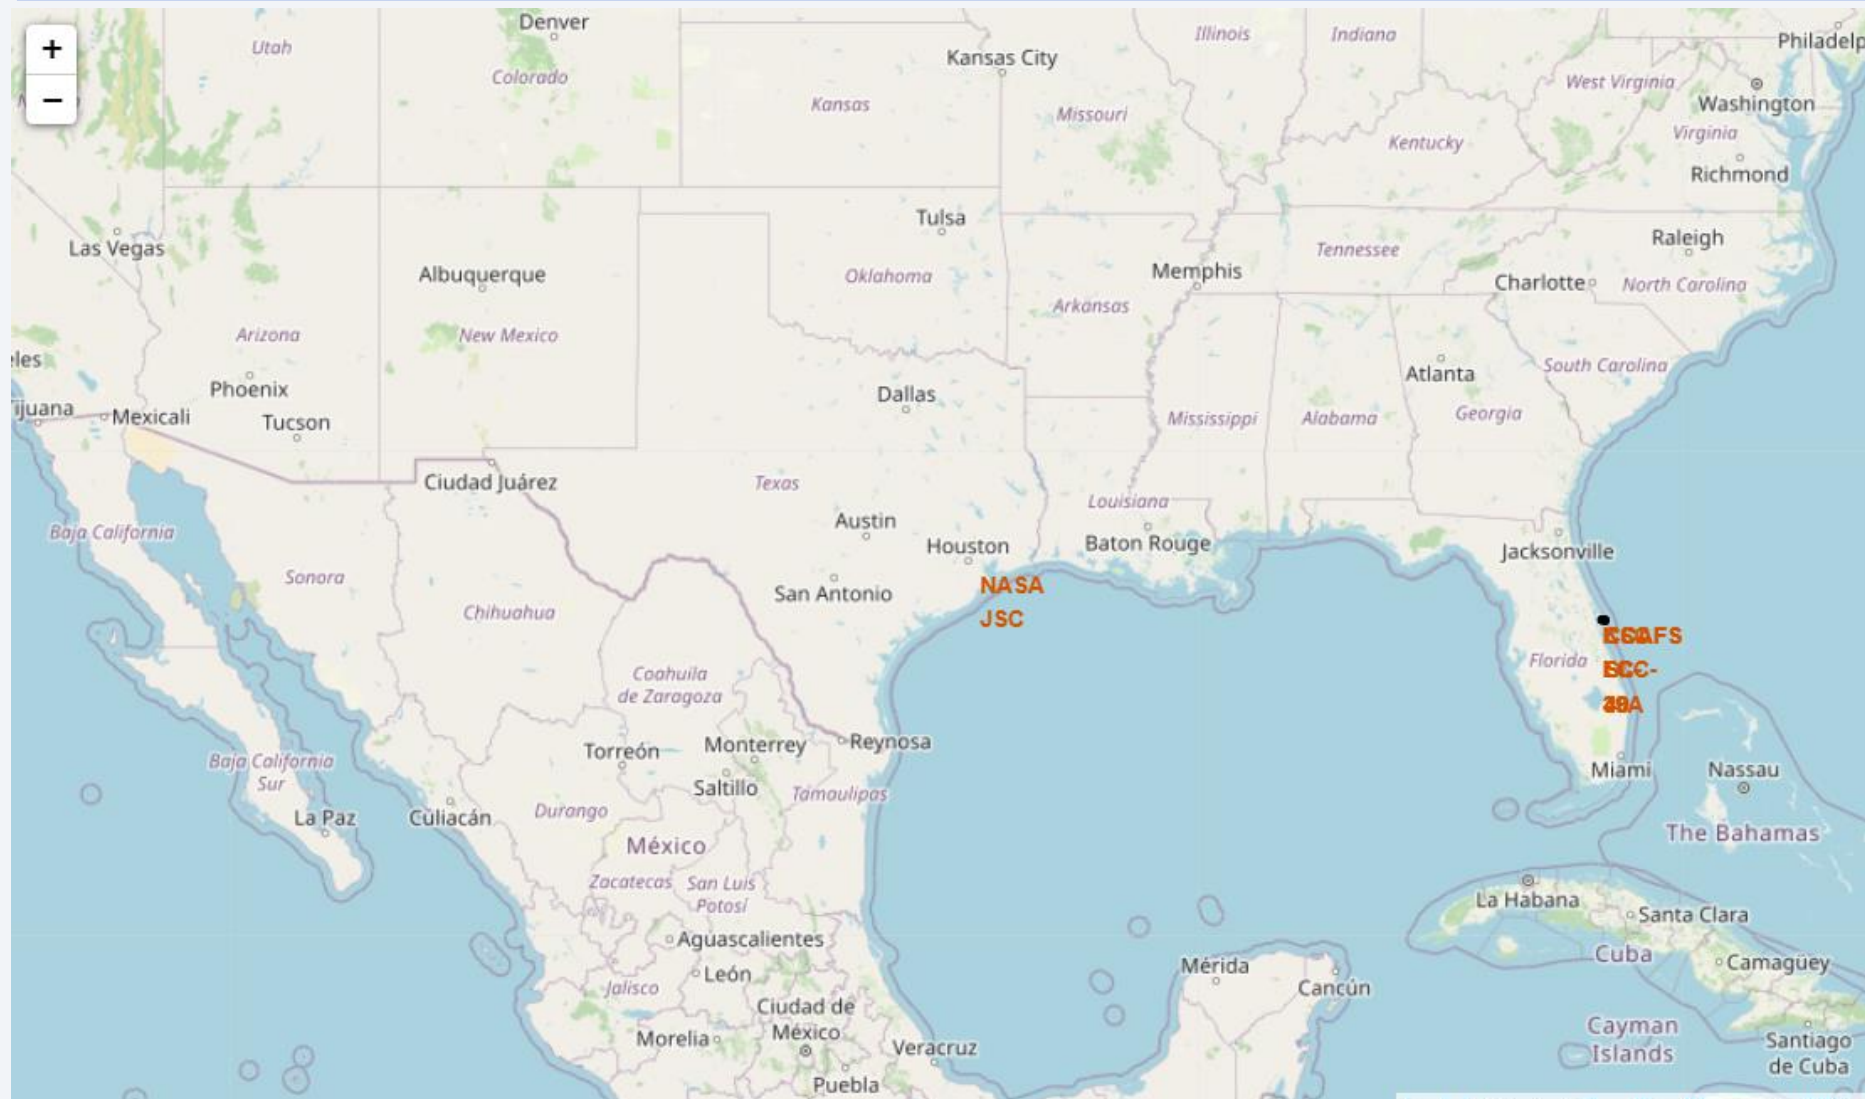 +
−
Denver
Utah
Colorado
Kansas City
Kansas
Missouri
Illinois
Indiana
Philadelp
West Virginia
Washington
Kentucky
Virginia
Richmond
Las Vegas
Tulsa
Raleigh
Albuquerque
Oklahoma
Memphis
Tennessee
Charlotte
North Carolina
Arkansas
Arizona
New Mexico
eles
Phoenix
Dallas
Atlanta
South Carolina
ijuana
Mexicali
Tucson
Mississippi
Alabama
Georgia
Ciudad Juárez
Texas
Louisiana
Baja California
Austin
Houston
Baton Rouge
Jacksonville
Sonora
Chihuahua
San Antonio
NASA
JSC
Florida
Coahuila
de Zaragoza
Torreón
Monterrey
Reynosa
Baja California
Sur
Saltillo
Tamaulipas
Miami
Nassau
La Paz
Culiacán
Durango
México
The Bahamas
Zacatecas
San Luis
Potosí
La Habana
Santa Clara
Aguascalientes
Cuba
Camagüey
León
Jalisco
Mérida
Cancún
Ciudad de
México
Morelia
Veracruz
Cayman
Islands
Santiago
de Cuba
Puebla